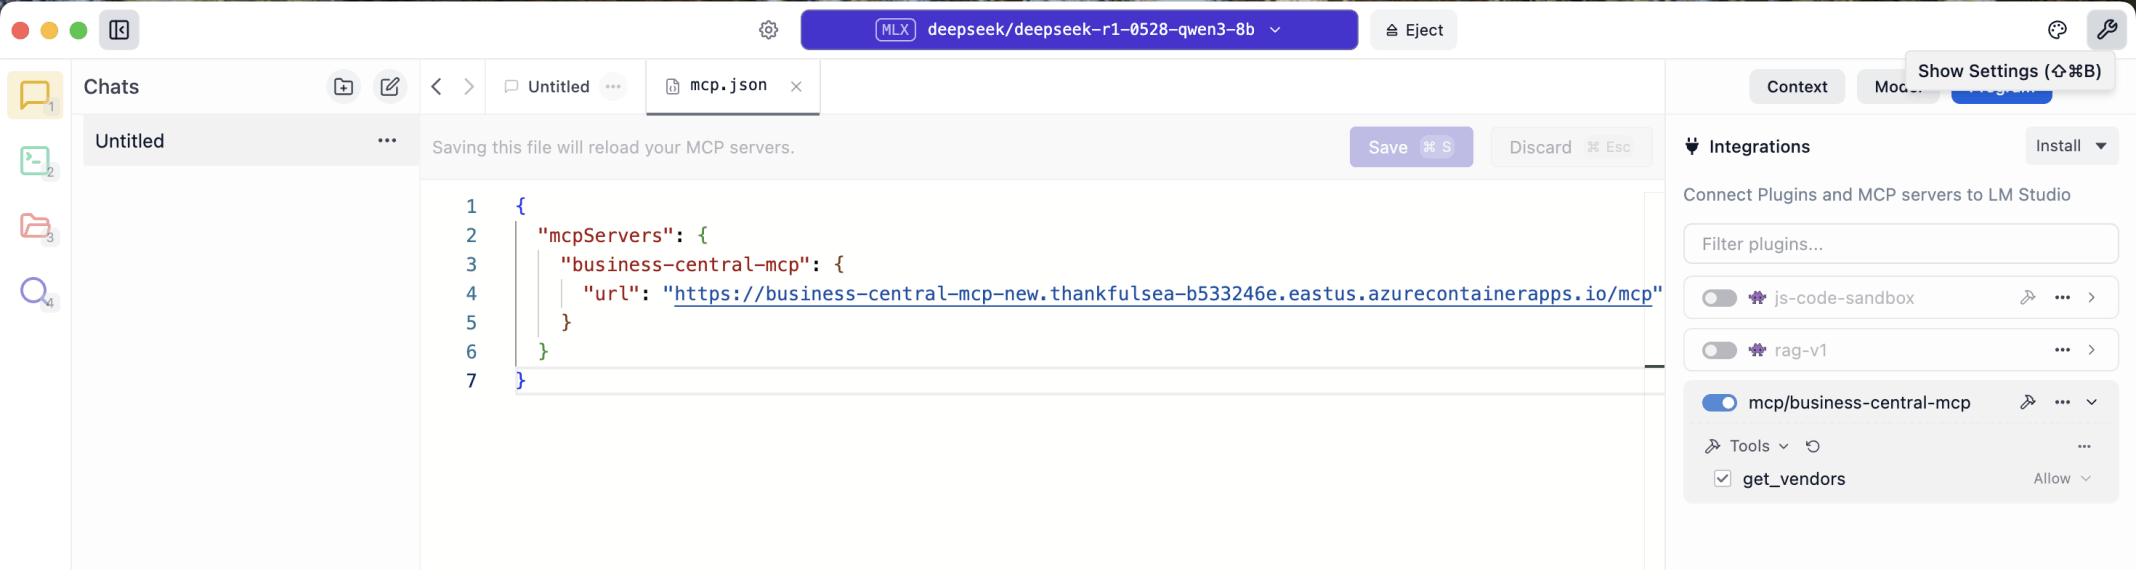 MLX deepseek/deepseek-r1-0528-qwen3-8b
Eject
Show Settings (⇧⌘B)
1
2
3
4
Chats
Untitled
Untitled
mcp.json
Saving this file will reload your MCP servers.
Save ⌘ S
Discard ⌘ Esc
1 {
2 "mcpServers": {
3 "business-central-mcp": {
4 "url": "https://business-central-mcp-new.thankfulsea-b533246e.eastus.azurecontainerapps.io/mcp"
5 }
6 }
7 }
Context
Model
Program
Integrations
Install
Connect Plugins and MCP servers to LM Studio
Filter plugins...
js-code-sandbox
rag-v1
mcp/business-central-mcp
Tools
get_vendors
Allow